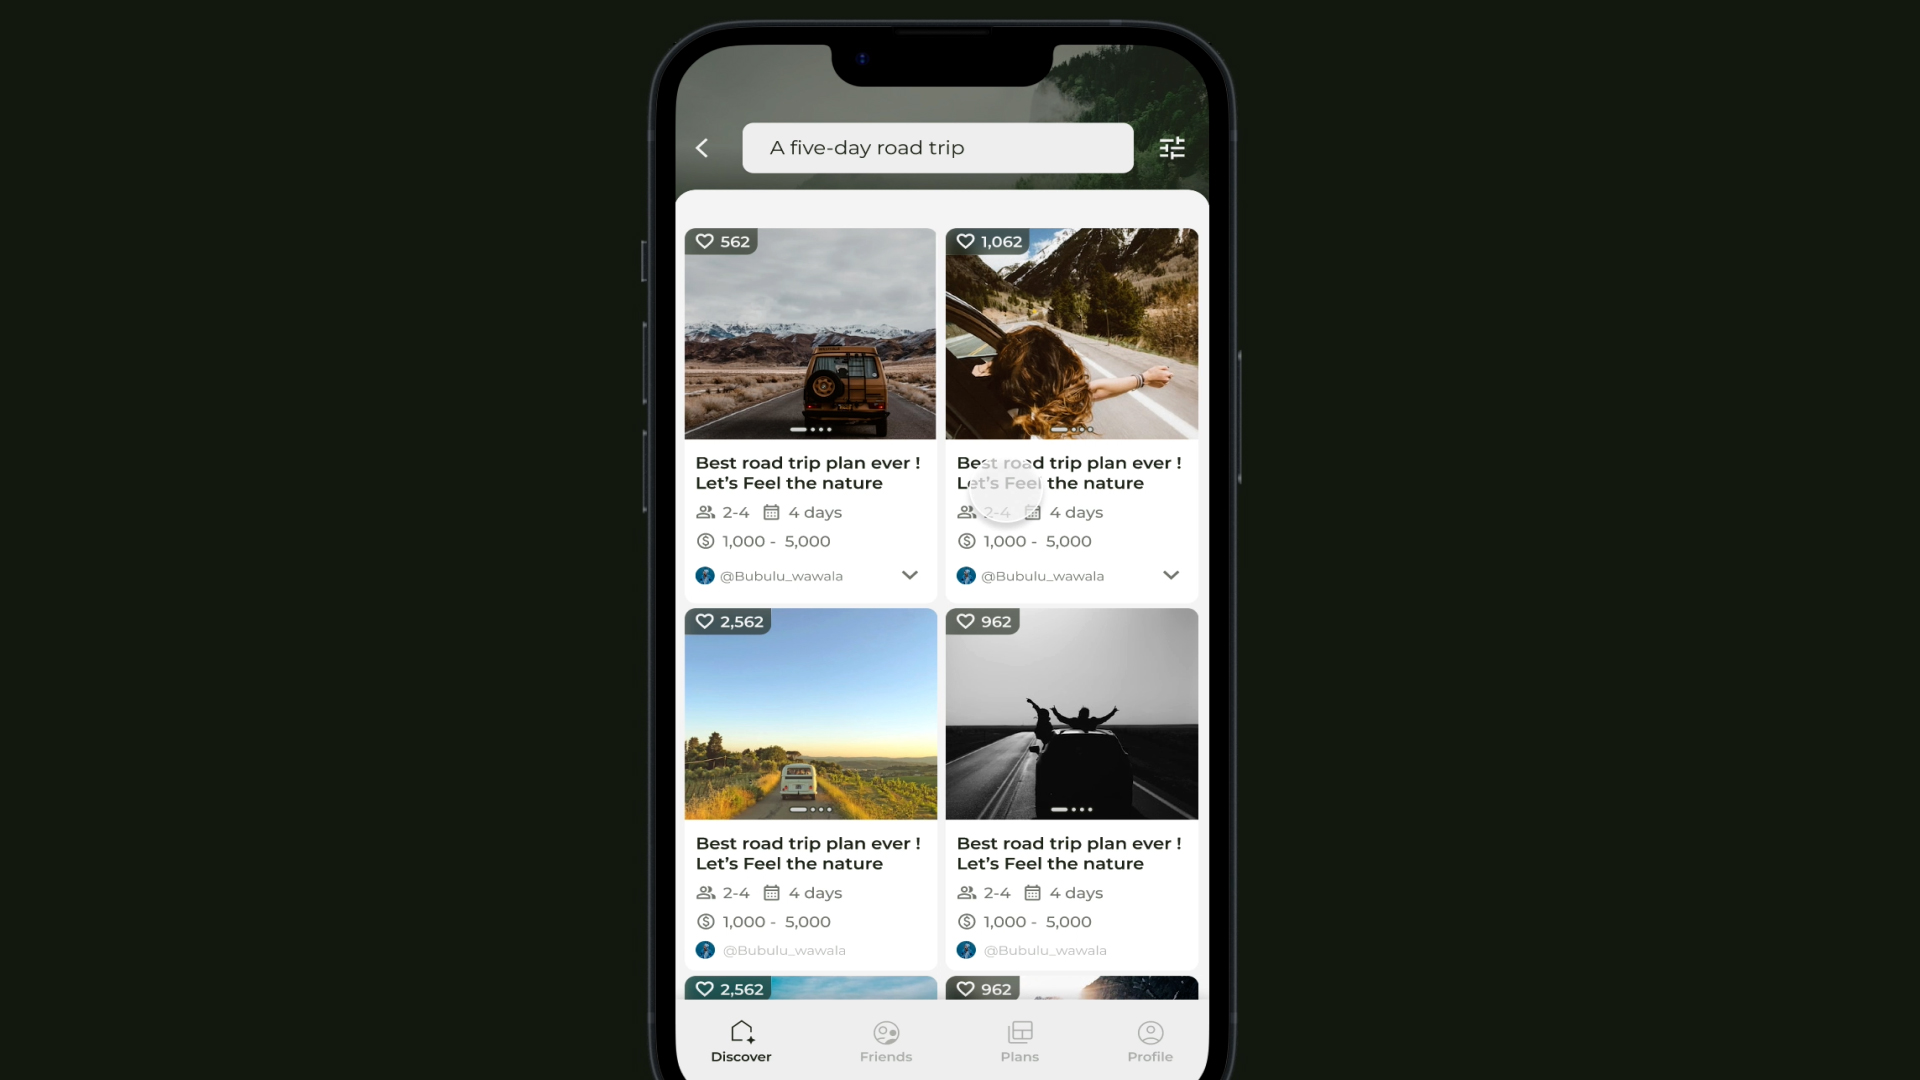 A five-day road trip
562
1,062
Best road trip plan ever !
Let’s Feel the nature
2-4 4 days
1,000 - 5,000
@Bubulu_wawala
Best road trip plan ever !
Let’s Feel the nature
2-4 4 days
1,000 - 5,000
@Bubulu_wawala
2,562
962
Best road trip plan ever !
Let’s Feel the nature
2-4 4 days
1,000 - 5,000
@Bubulu_wawala
Best road trip plan ever !
Let’s Feel the nature
2-4 4 days
1,000 - 5,000
@Bubulu_wawala
2,562
962
Discover
Friends
Plans
Profile